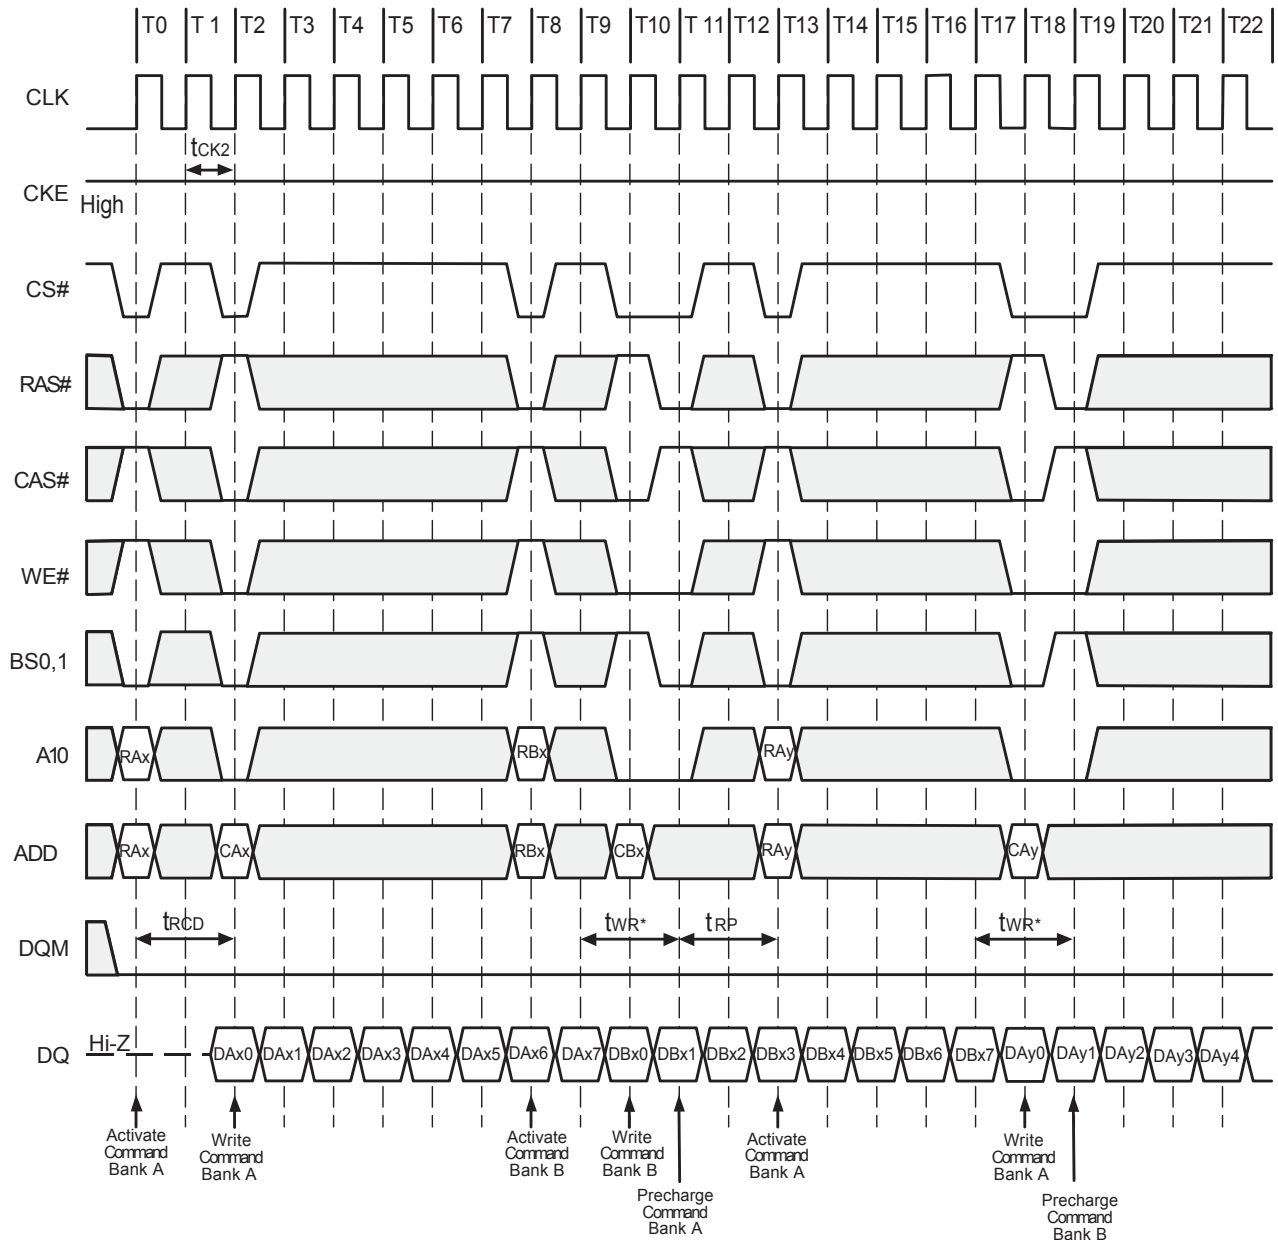 T0 T 1 T2 T3 T4 T5 T6 T7 T8 T9 T10 T 11 T12 T13 T14 T15 T16 T17 T18 T19 T20 T21 T22
CLK
tCK2
CKE
High
CS#
RAS#
CAS#
WE#
BS0,1
A10 RAx RBx RAy
ADD RAx CAx RBx CBx RAy CAy
DQM tRCD tWR* tRP tWR*
DQ Hi-Z DAx0 DAx1 DAx2 DAx3 DAx4 DAx5 DAx6 DAx7 DBx0 DBx1 DBx2 DBx3 DBx4 DBx5 DBx6 DBx7 DAy0 DAy1 DAy2 DAy3 DAy4
Activate
Command
Bank A
Write
Command
Bank A
Activate
Command
Bank B
Write
Command
Bank B
Precharge
Command
Bank A
Activate
Command
Bank A
Write
Command
Bank A
Precharge
Command
Bank B